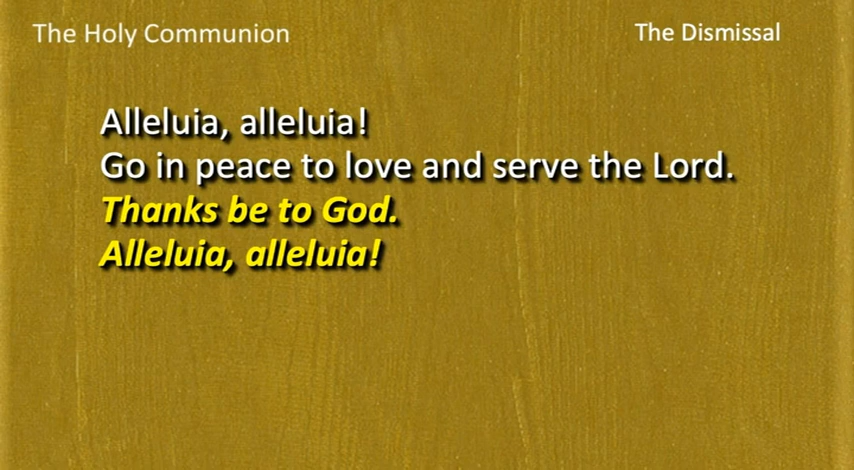 The Holy Communion
The Dismissal
Alleluia, alleluia!
Go in peace to love and serve the Lord.
Thanks be to God.
Alleluia, alleluia!